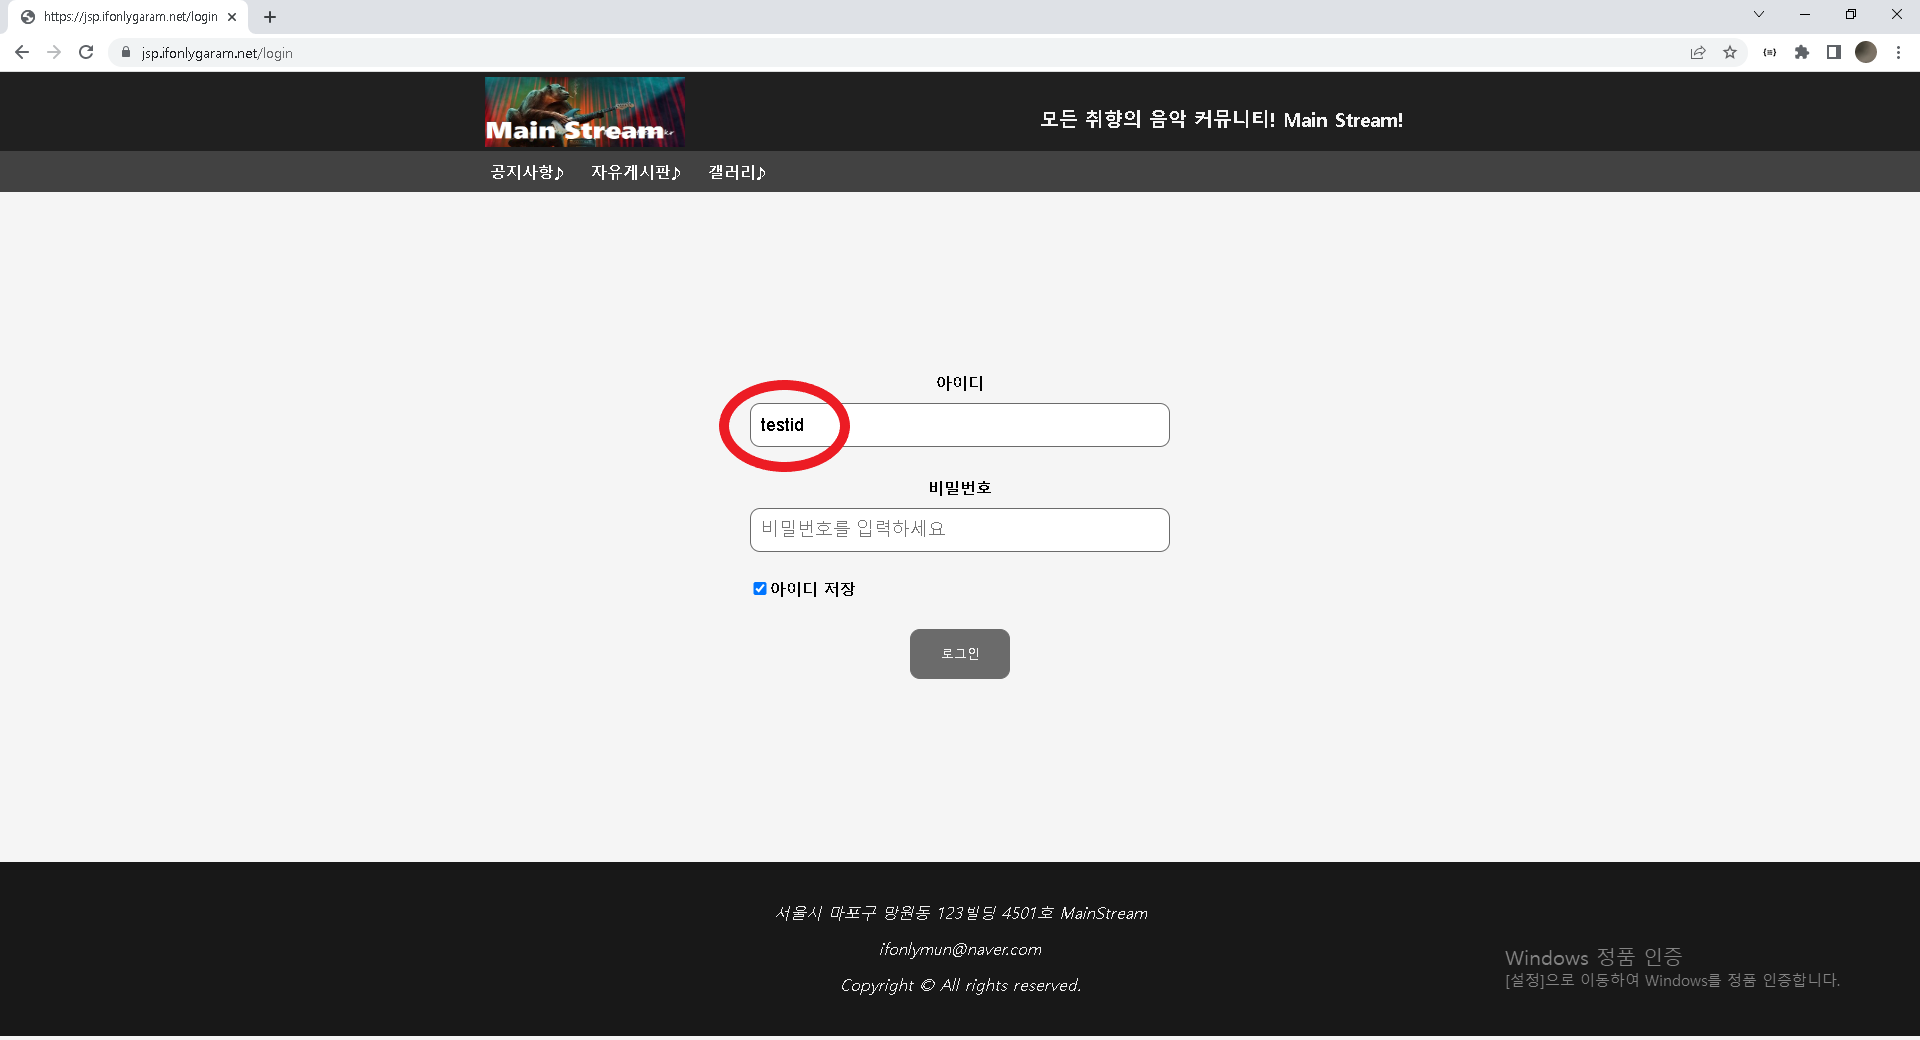 https://jsp.ifonlygaram.net/login
jsp.ifonlygaram.net/login
Main Stream
모든 취향의 음악 커뮤니티! Main Stream!
공지사항♪ 자유게시판♪ 갤러리♪
아이디
testid
비밀번호
비밀번호를 입력하세요
아이디 저장
로그인
서울시 마포구 망원동 123빌딩 4501호 MainStream
ifonlymun@naver.com
Copyright © All rights reserved.
Windows 정품 인증
[설정]으로 이동하여 Windows를 정품 인증합니다.